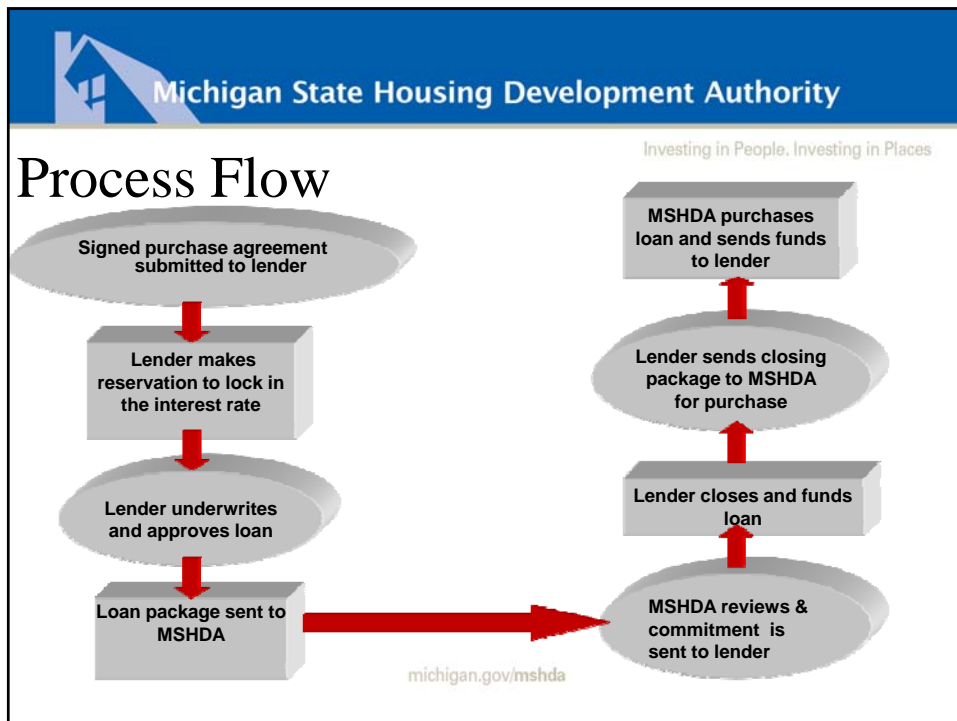 Michigan State Housing Development Authority
Investing in People. Investing in Places
Process Flow
Signed purchase agreement
submitted to lender
Lender makes
reservation to lock in
the interest rate
Lender underwrites
and approves loan
Loan package sent to
MSHDA
MSHDA reviews &
commitment is
sent to lender
Lender closes and funds
loan
Lender sends closing
package to MSHDA
for purchase
MSHDA purchases
loan and sends funds
to lender
michigan.gov/mshda